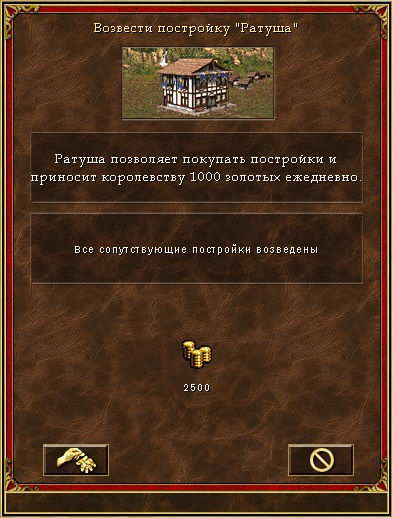 Возвести постройку "Ратуша"
Ратуша позволяет покупать постройки и
приносит королевству 1000 золотых ежедневно.
Все сопутствующие постройки возведены
2500